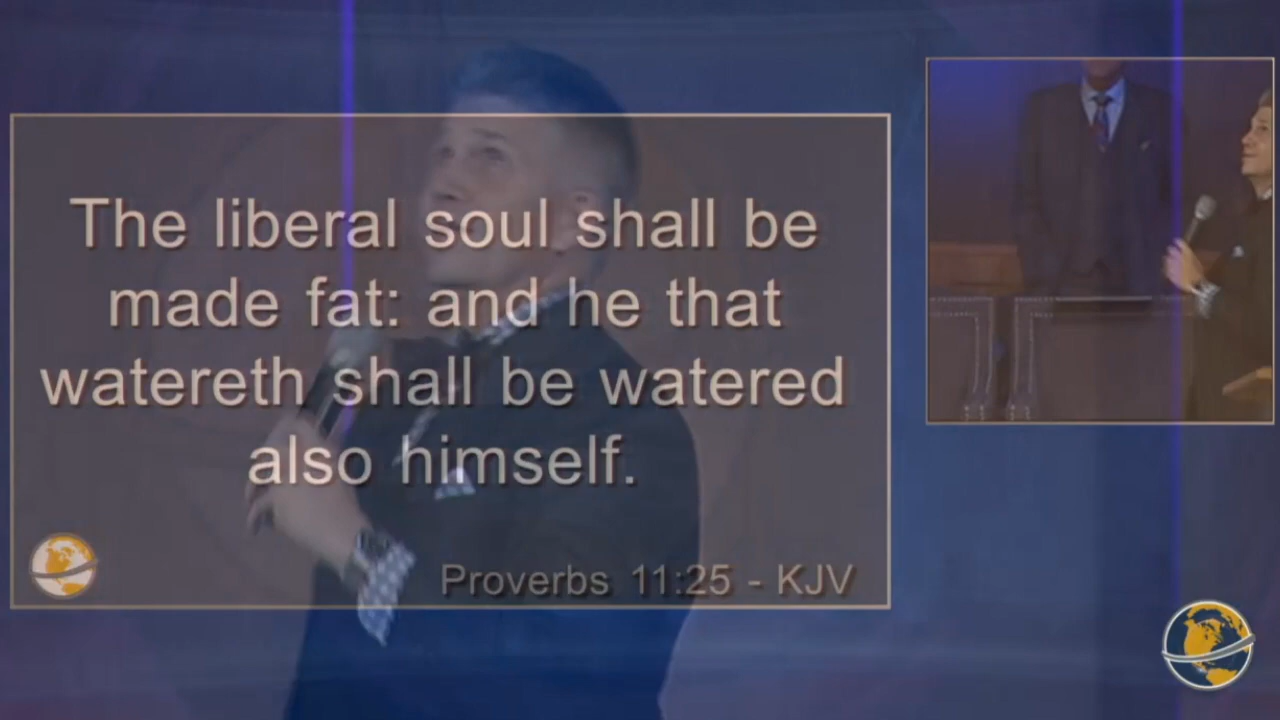 The liberal soul shall be
made fat: and he that
watereth shall be watered
also himself.
Proverbs 11:25 - KJV